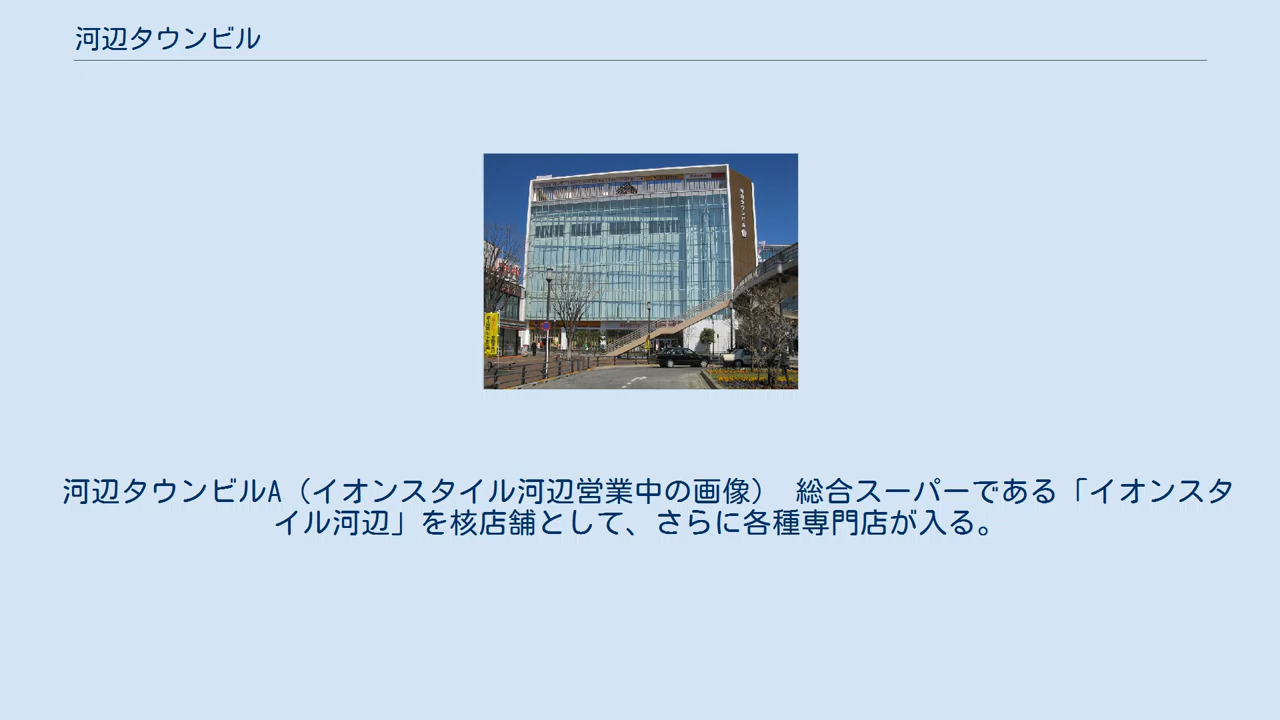 河辺タウンビル
河辺タウンビルA（イオンスタイル河辺営業中の画像） 総合スーパーである「イオンスタ
イル河辺」を核店舗として、さらに各種専門店が入る。